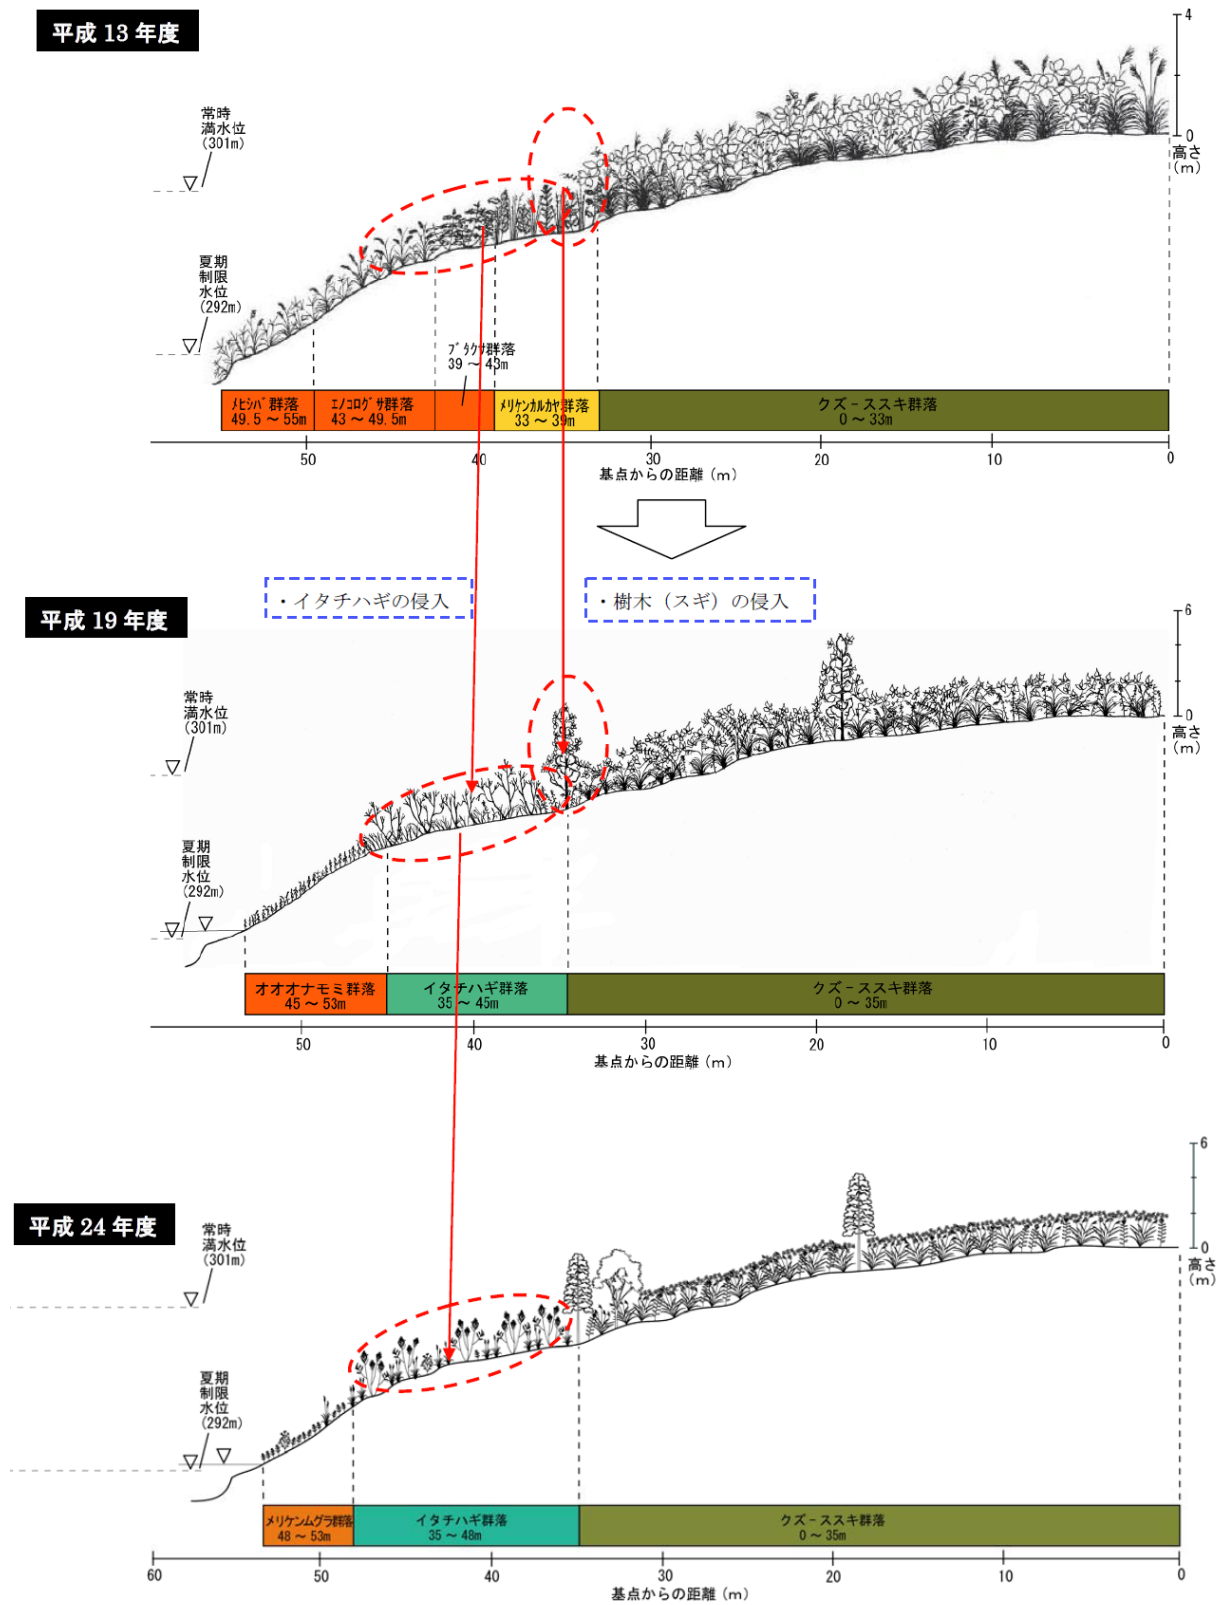 平成 13 年度
4
0
高さ
(m)
常時
満水位
(301m)
夏期
制限
水位
(292m)
ﾌﾞﾀｸｻ群落
39 ～ 43m
ﾒﾋｼﾊﾞ群落
49.5 ～ 55m
ｴﾉｺﾛｸﾞｻ群落
43 ～ 49.5m
ﾒﾘｹﾝｶﾙｶﾔ群落
33 ～ 39m
クズ－ススキ群落
0 ～ 33m
50
40
30
20
10
0
基点からの距離 (m)
・イタチハギの侵入
・樹木（スギ）の侵入
平成 19 年度
6
0
高さ
(m)
常時
満水位
(301m)
夏期
制限
水位
(292m)
オオオナモミ群落
45 ～ 53m
イタチハギ群落
35 ～ 45m
クズ－ススキ群落
0 ～ 35m
50
40
30
20
10
0
基点からの距離 (m)
平成 24 年度
6
0
高さ
(m)
常時
満水位
(301m)
夏期
制限
水位
(292m)
メリケンムグラ群落
48 ～ 53m
イタチハギ群落
35 ～ 48m
クズ－ススキ群落
0 ～ 35m
60
50
40
30
20
10
0
基点からの距離 (m)